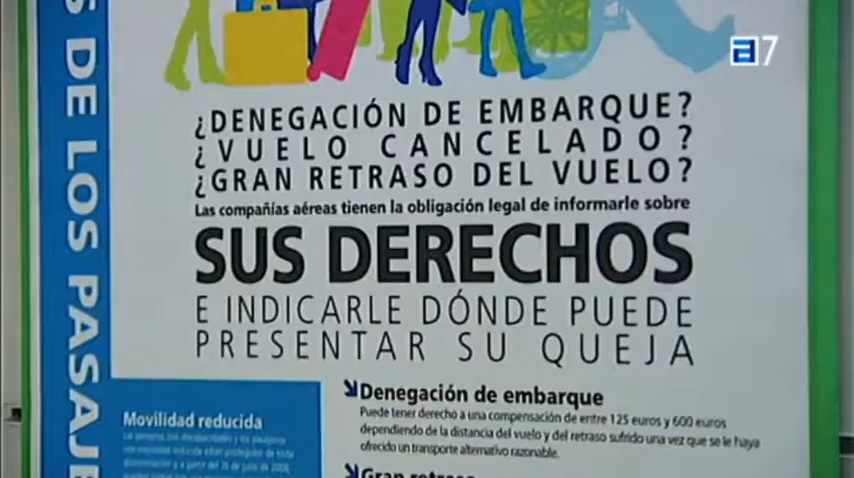 S DE LOS PASAJE
a7
¿DENEGACIÓN DE EMBARQUE?
¿VUELO CANCELADO?
¿GRAN RETRASO DEL VUELO?
Las compañías aéreas tienen la obligación legal de informarle sobre
SUS DERECHOS
E INDICARLE DÓNDE PUEDE
PRESENTAR SU QUEJA
Movilidad reducida
Denegación de embarque
Puede tener derecho a una compensación de entre 125 euros y 600 euros
dependiendo de la distancia del vuelo y del retraso sufrido una vez que se le haya
ofrecido un transporte alternativo razonable.
Gran retraso